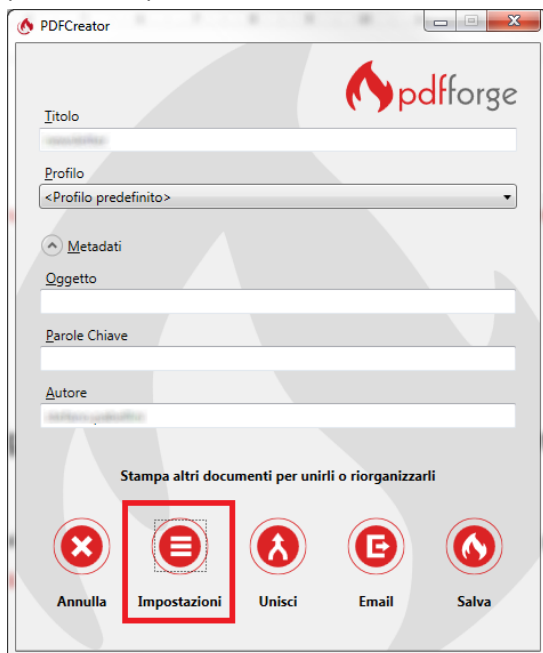 PDFCreator
pdfforge
Titolo
Profilo
<Profilo predefinito>
Metadati
Oggetto
Parole Chiave
Autore
Stampa altri documenti per unirli o riorganizzarli
Annulla Impostazioni Unisci Email Salva